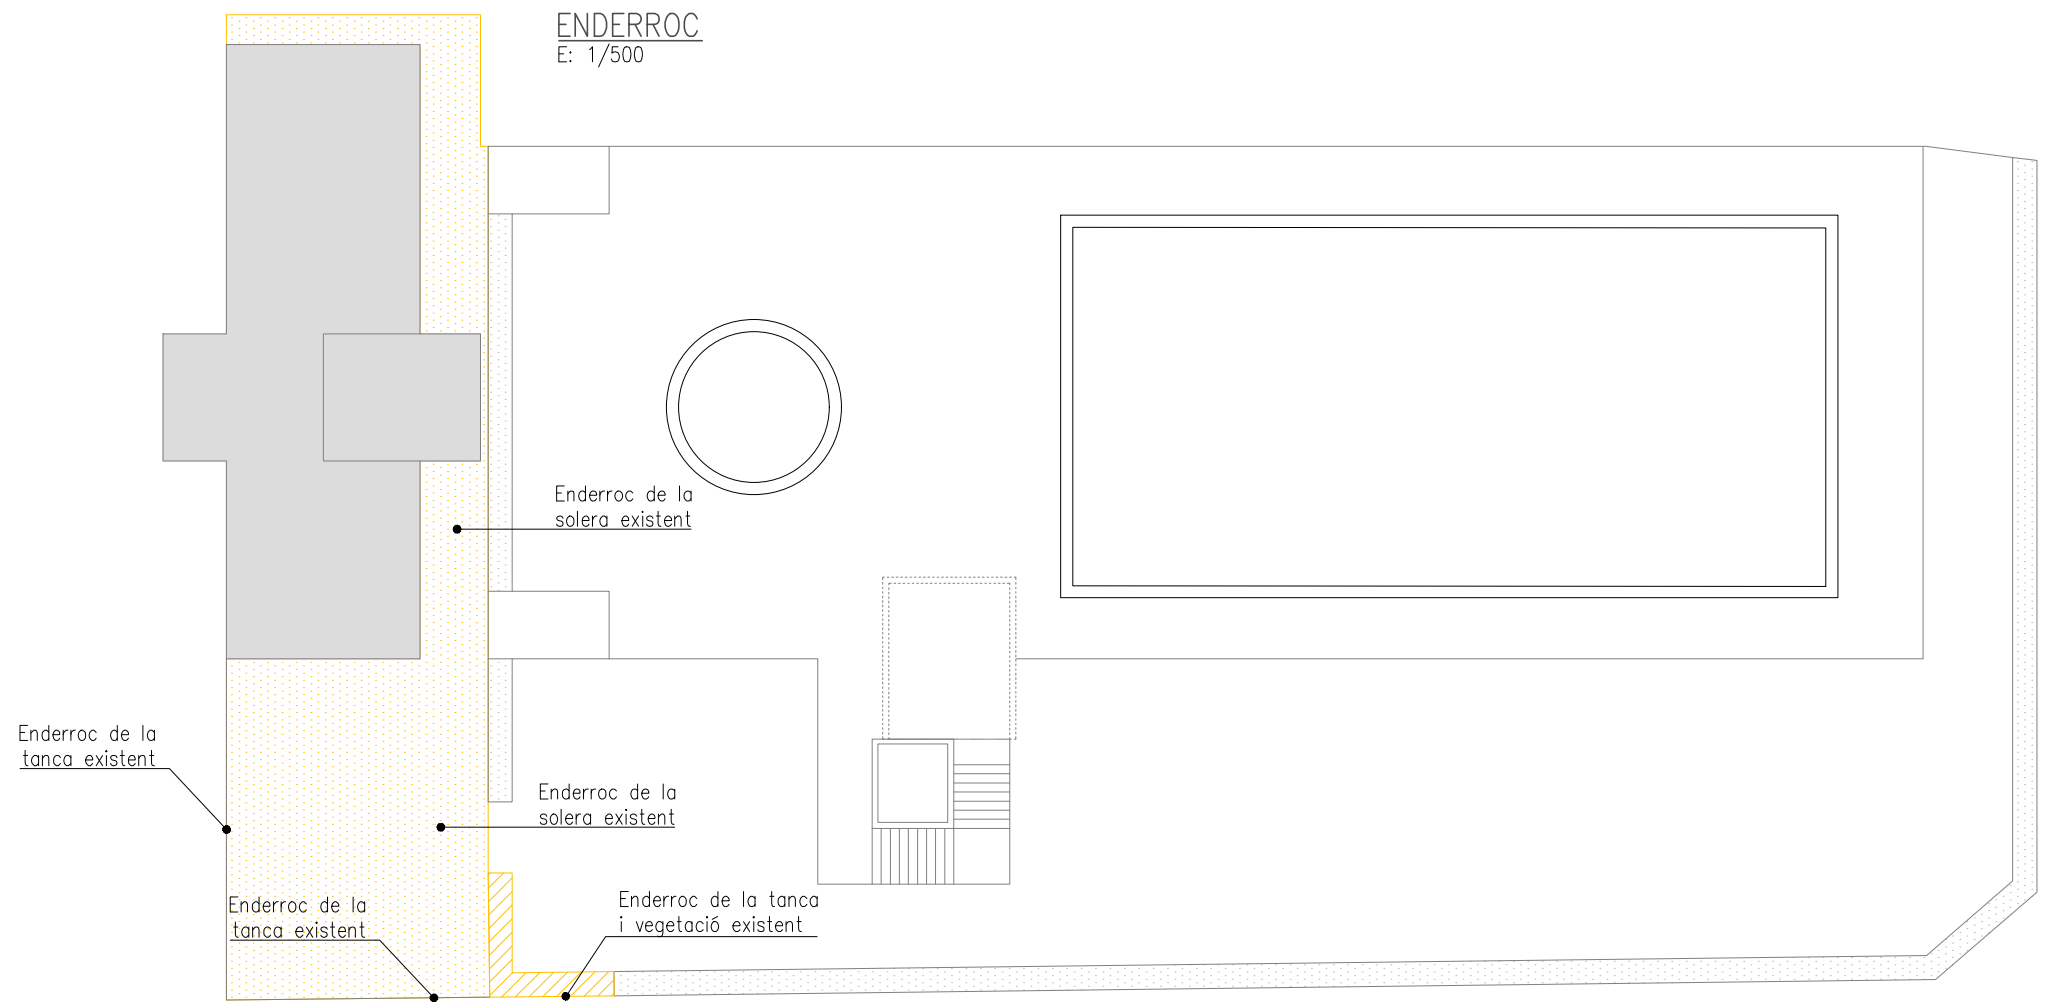 ENDERROC
E: 1/500
Enderroc de la
solera existent
Enderroc de la
tanca existent
Enderroc de la
solera existent
Enderroc de la
tanca existent
Enderroc de la tanca
i vegetació existent